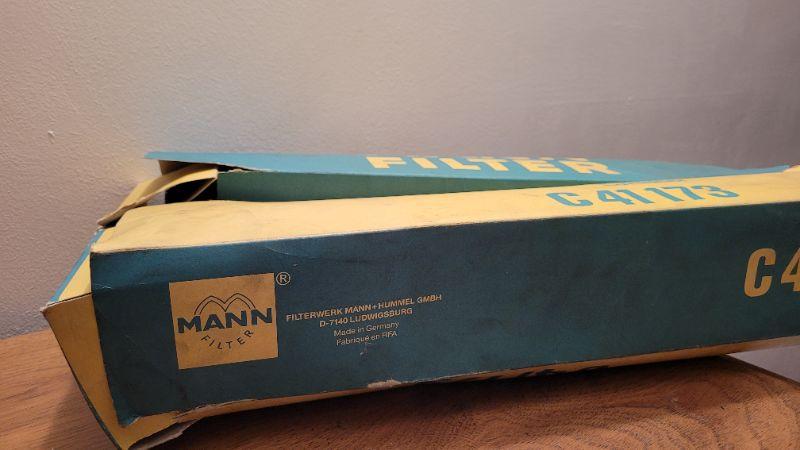 FILTER
C 41 173
C 4
MANN
FILTER
®
FILTERWERK MANN+HUMMEL GMBH
D-7140 LUDWIGSBURG
Made in Germany
Fabriqué en RFA